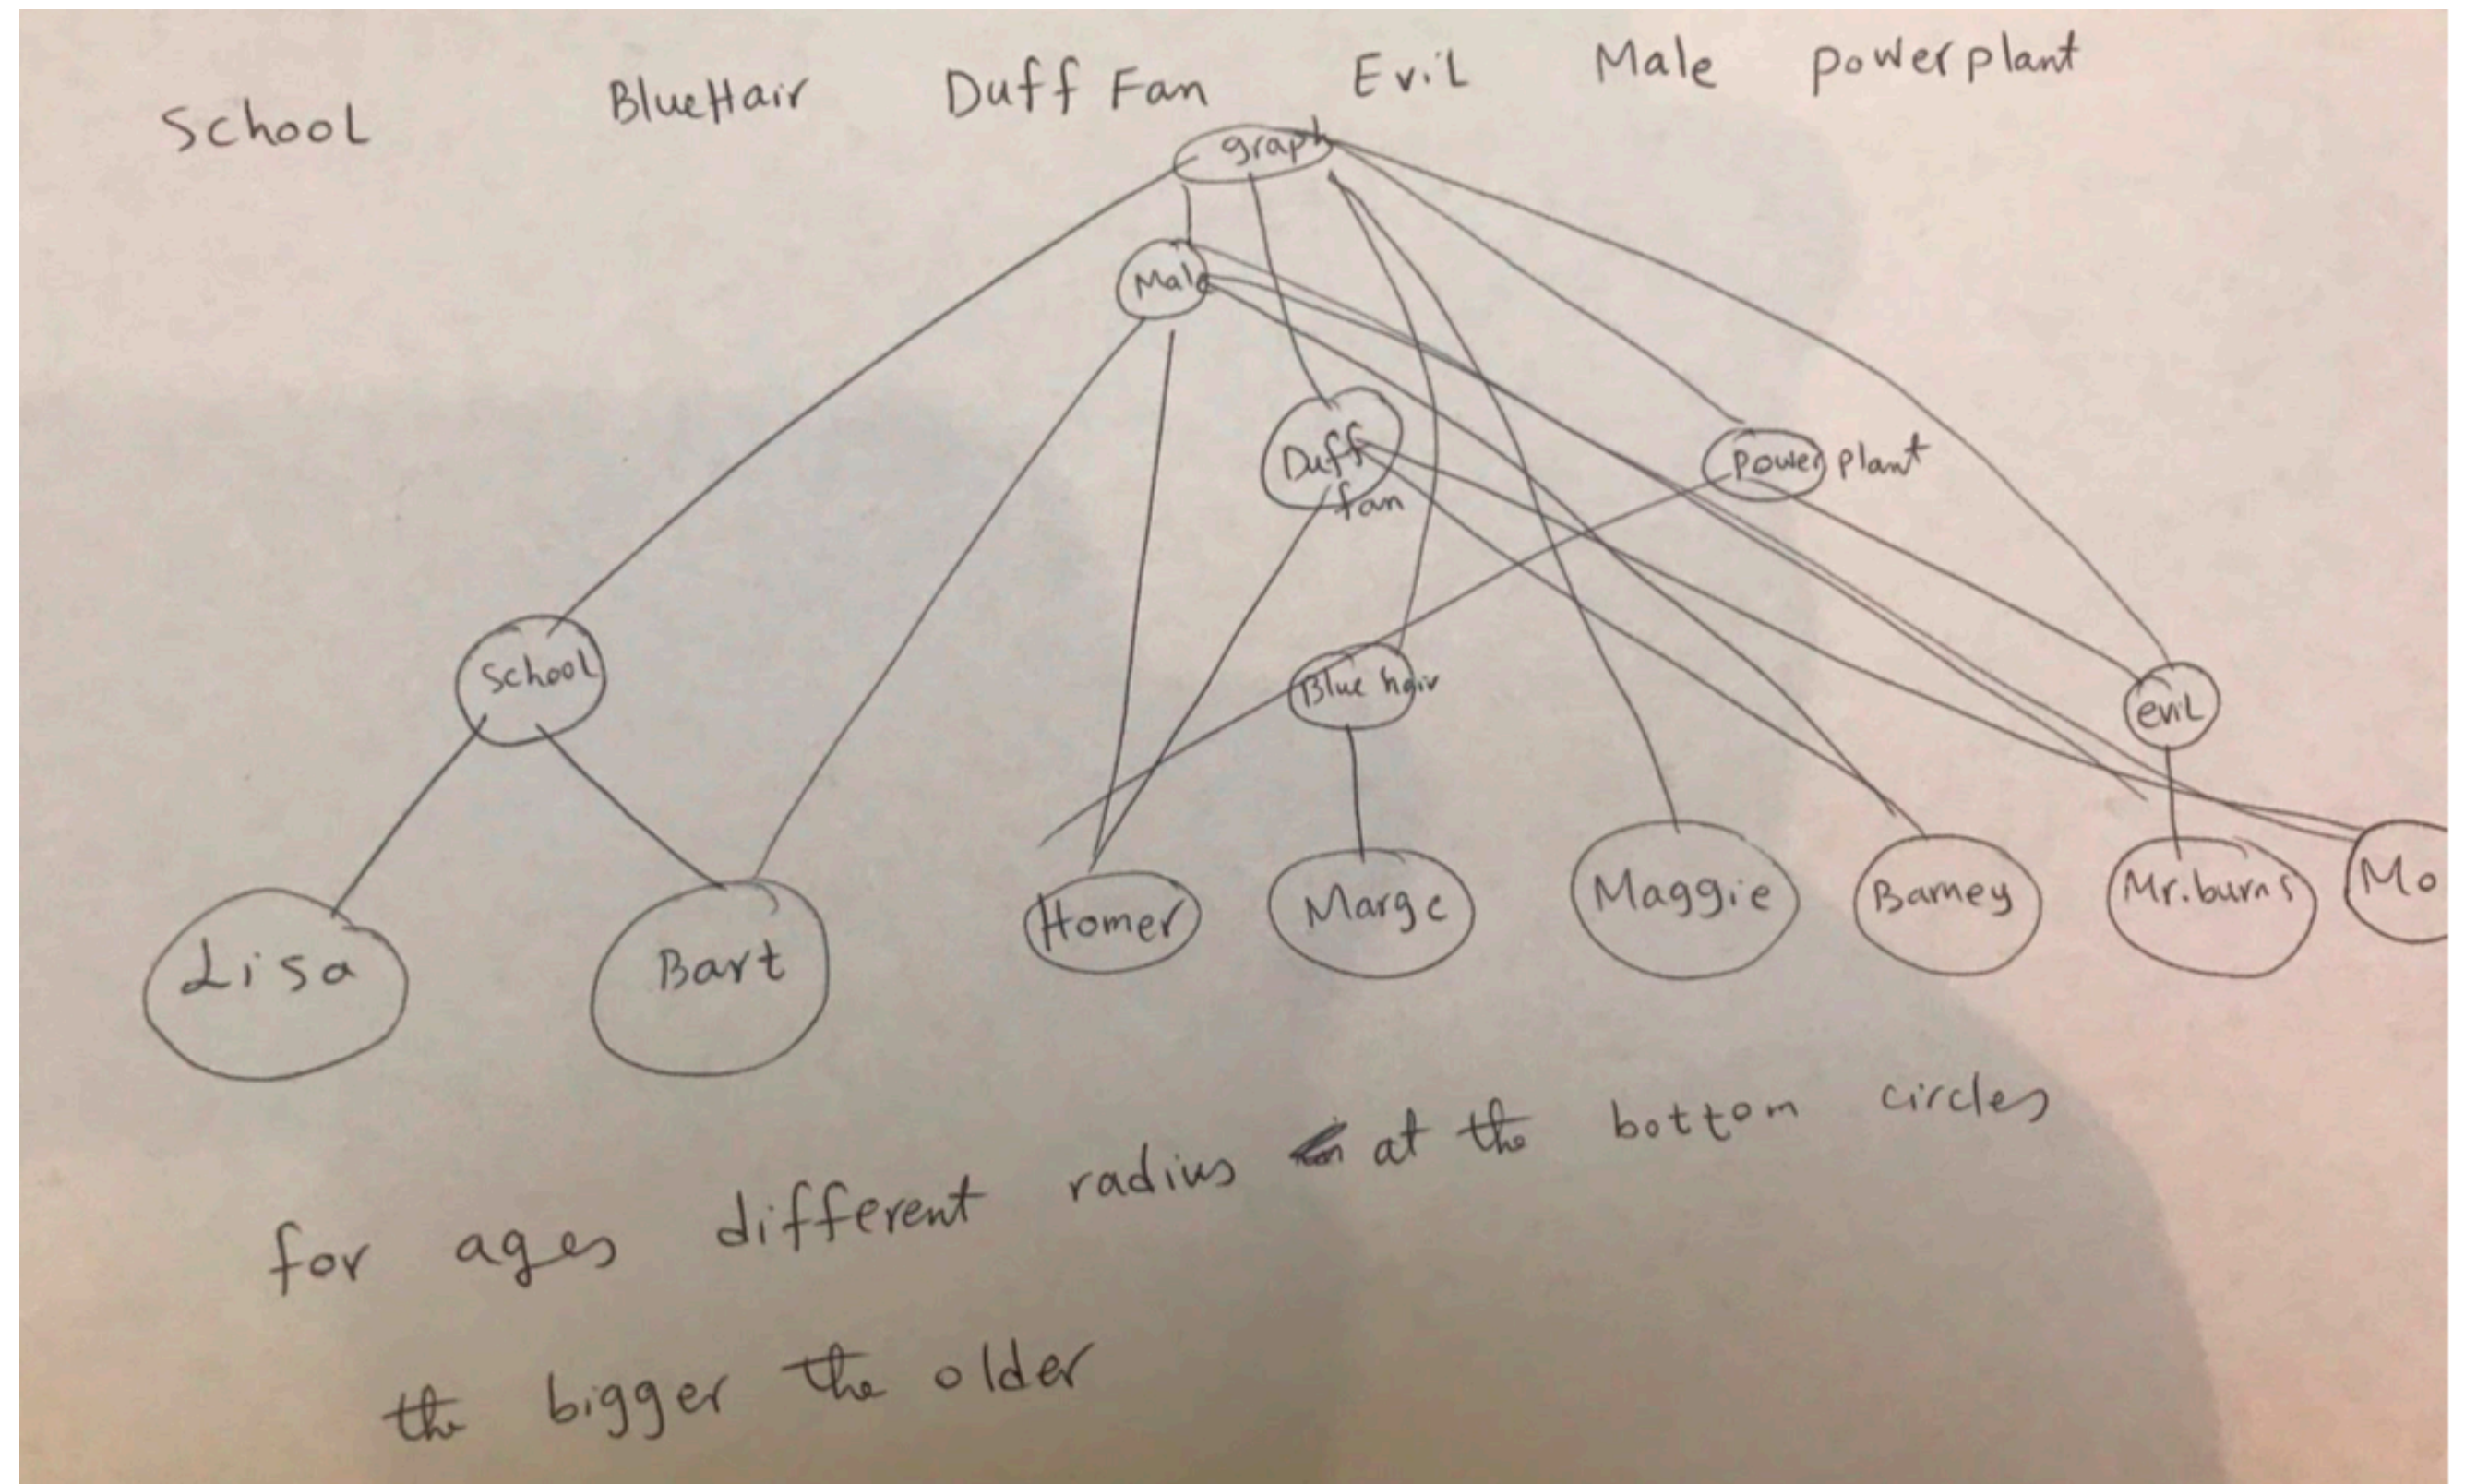 School BlueHair Duff Fan Evil Male powerplant
graph
Male
Duff
fan
power plant
School
Blue hair
evil
Lisa
Bart
Homer
Marge
Maggie
Barney
Mr.burns
Mo
for ages different radius at the bottom circles
the bigger the older